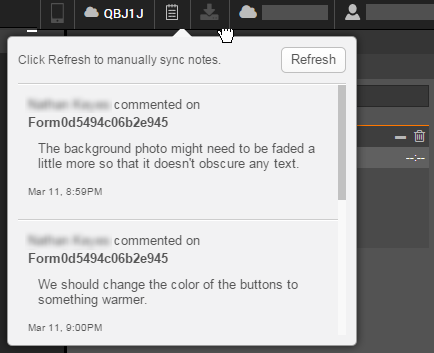 QBJ1J
Click Refresh to manually sync notes.
Refresh
commented on
Form0d5494c06b2e945
The background photo might need to be faded a
little more so that it doesn't obscure any text.
Mar 11, 8:59PM
commented on
Form0d5494c06b2e945
We should change the color of the buttons to
something warmer.
Mar 11, 9:00PM
--:--